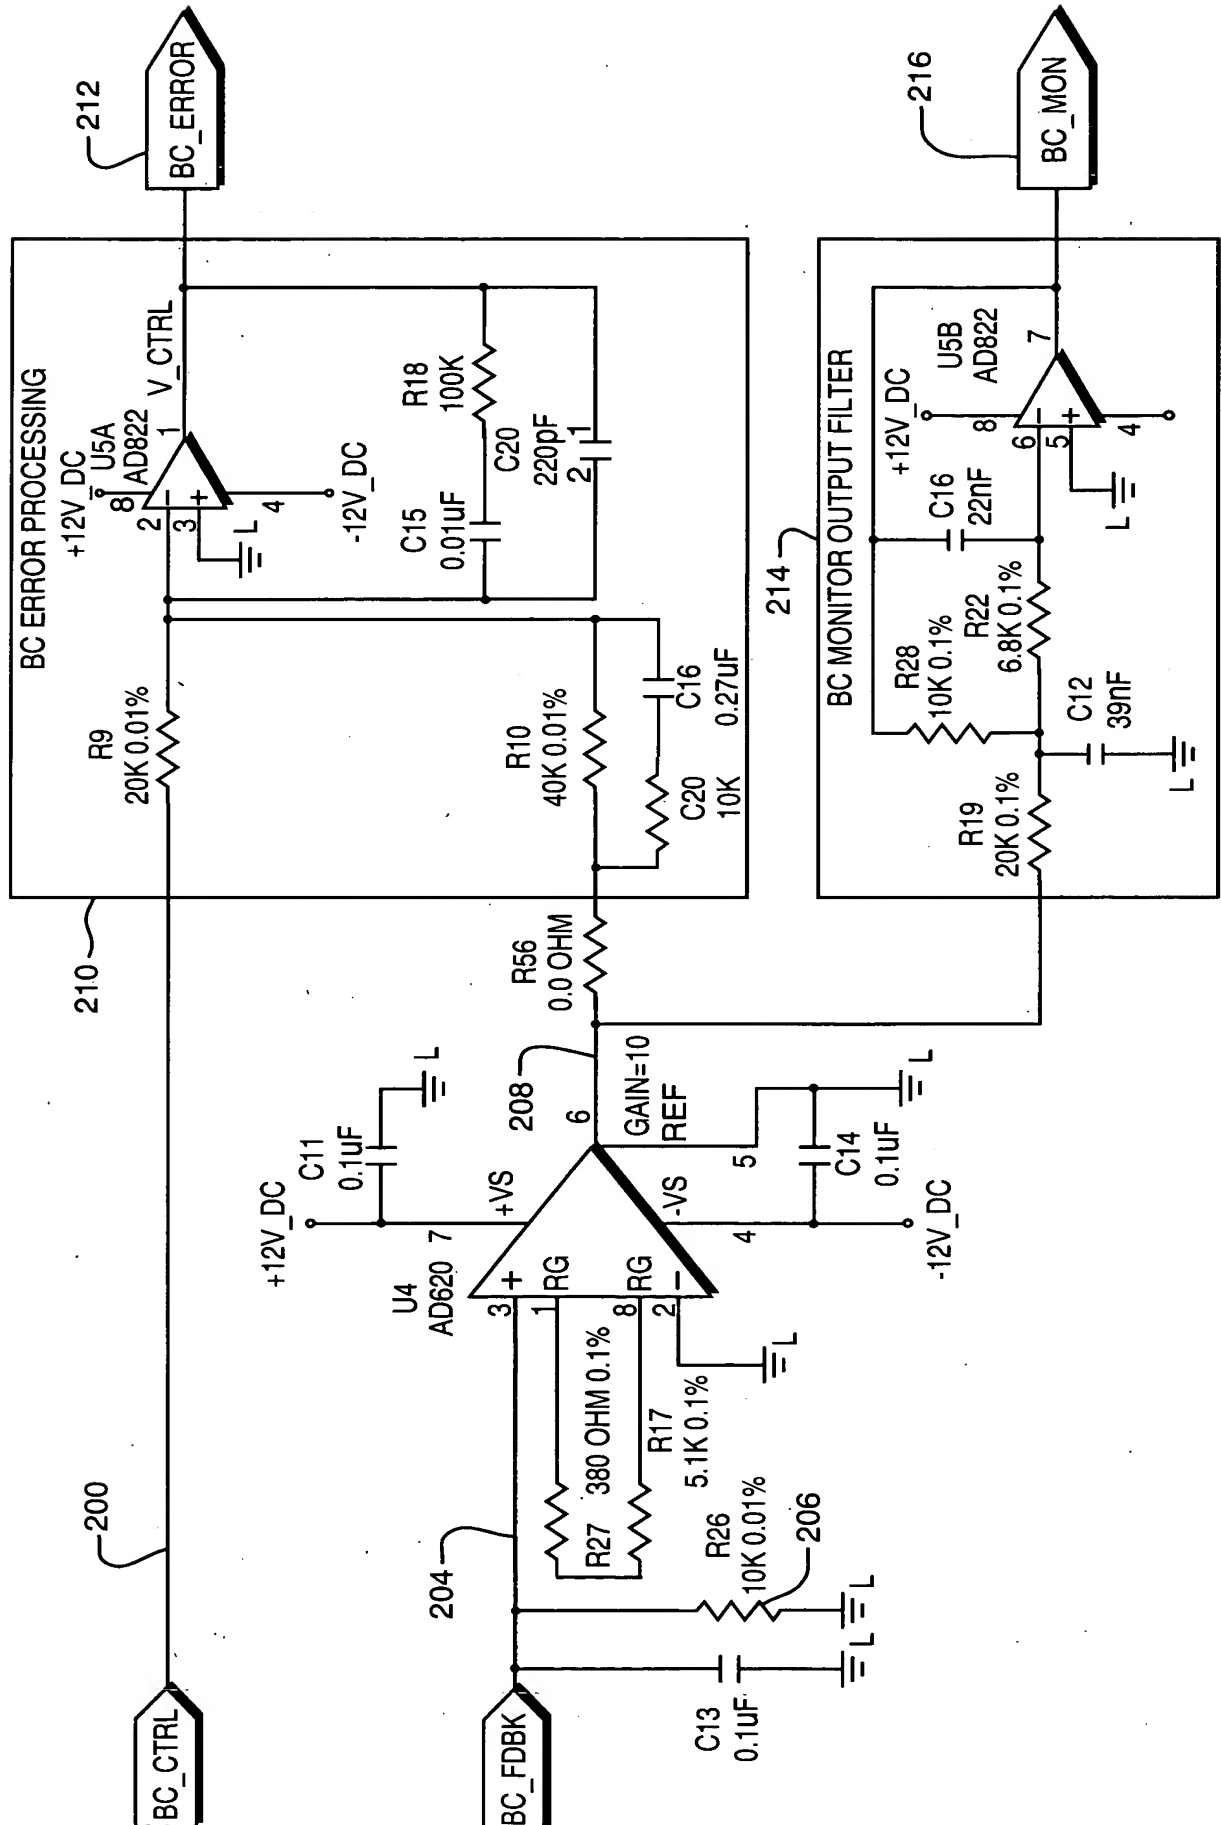 BC_CTRL
200
BC_FDBK
204
C13
0.1uF
L
R26
10K 0.01%
206
L
R27
380 OHM 0.1%
R17
5.1K 0.1%
U4
AD620
3
+
1
RG
8
RG
2
−
L
7
+VS
+12V_DC
C11
0.1uF
L
4
-VS
-12V_DC
C14
0.1uF
L
5
REF
GAIN=10
6
208
R56
0.0 OHM
210
BC ERROR PROCESSING
R9
20K 0.01%
R10
40K 0.01%
C20
10K
C16
0.27uF
+12V_DC
U5A
AD822
8
2
−
3
+
1
4
L
-12V_DC
V_CTRL
C15
0.01uF
R18
100K
C20
220pF
2
1
212
BC_ERROR
214
BC MONITOR OUTPUT FILTER
R19
20K 0.1%
C12
39nF
L
R28
10K 0.1%
R22
6.8K 0.1%
C16
22nF
+12V_DC
U5B
AD822
8
6
−
5
+
7
4
L
216
BC_MON